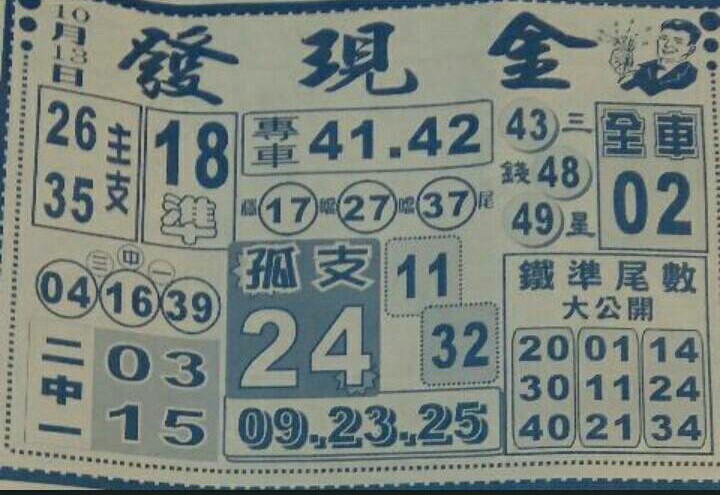 10月13日
發現金
26
35
主支
18
準
專車
41.42
43
三
錢
48
49
星
全車
02
17
27
37
尾
三中一
04
16
39
孤支
24
11
32
二中一
03
15
09.23.25
鐵準尾數
大公開
20 01 14
30 11 24
40 21 34